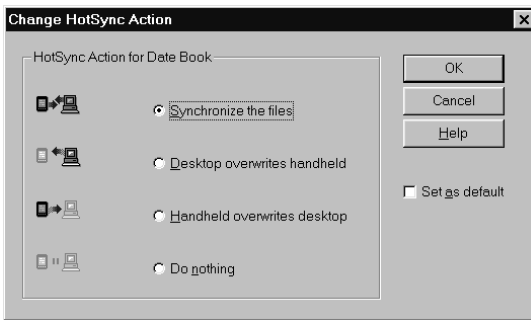 Change HotSync Action
HotSync Action for Date Book
Synchronize the files
Desktop overwrites handheld
Handheld overwrites desktop
Do nothing
OK
Cancel
Help
Set as default